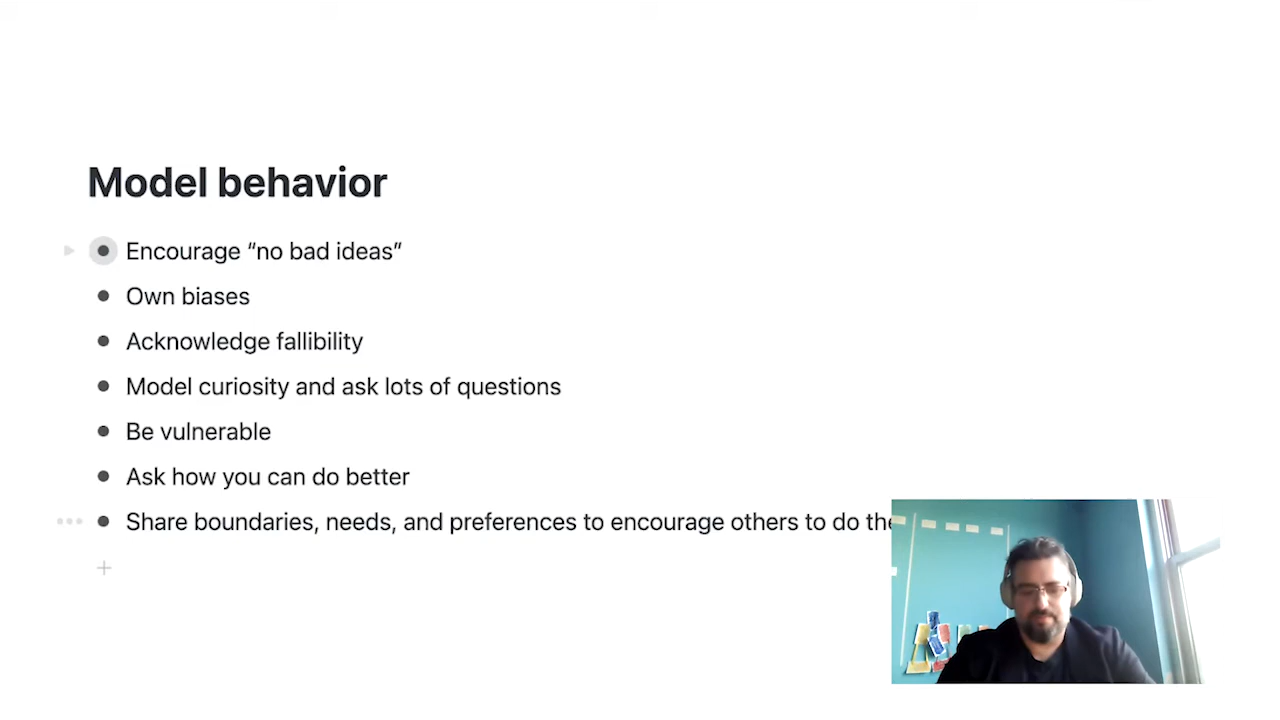 Model behavior
Encourage “no bad ideas”
Own biases
Acknowledge fallibility
Model curiosity and ask lots of questions
Be vulnerable
Ask how you can do better
Share boundaries, needs, and preferences to encourage others to do